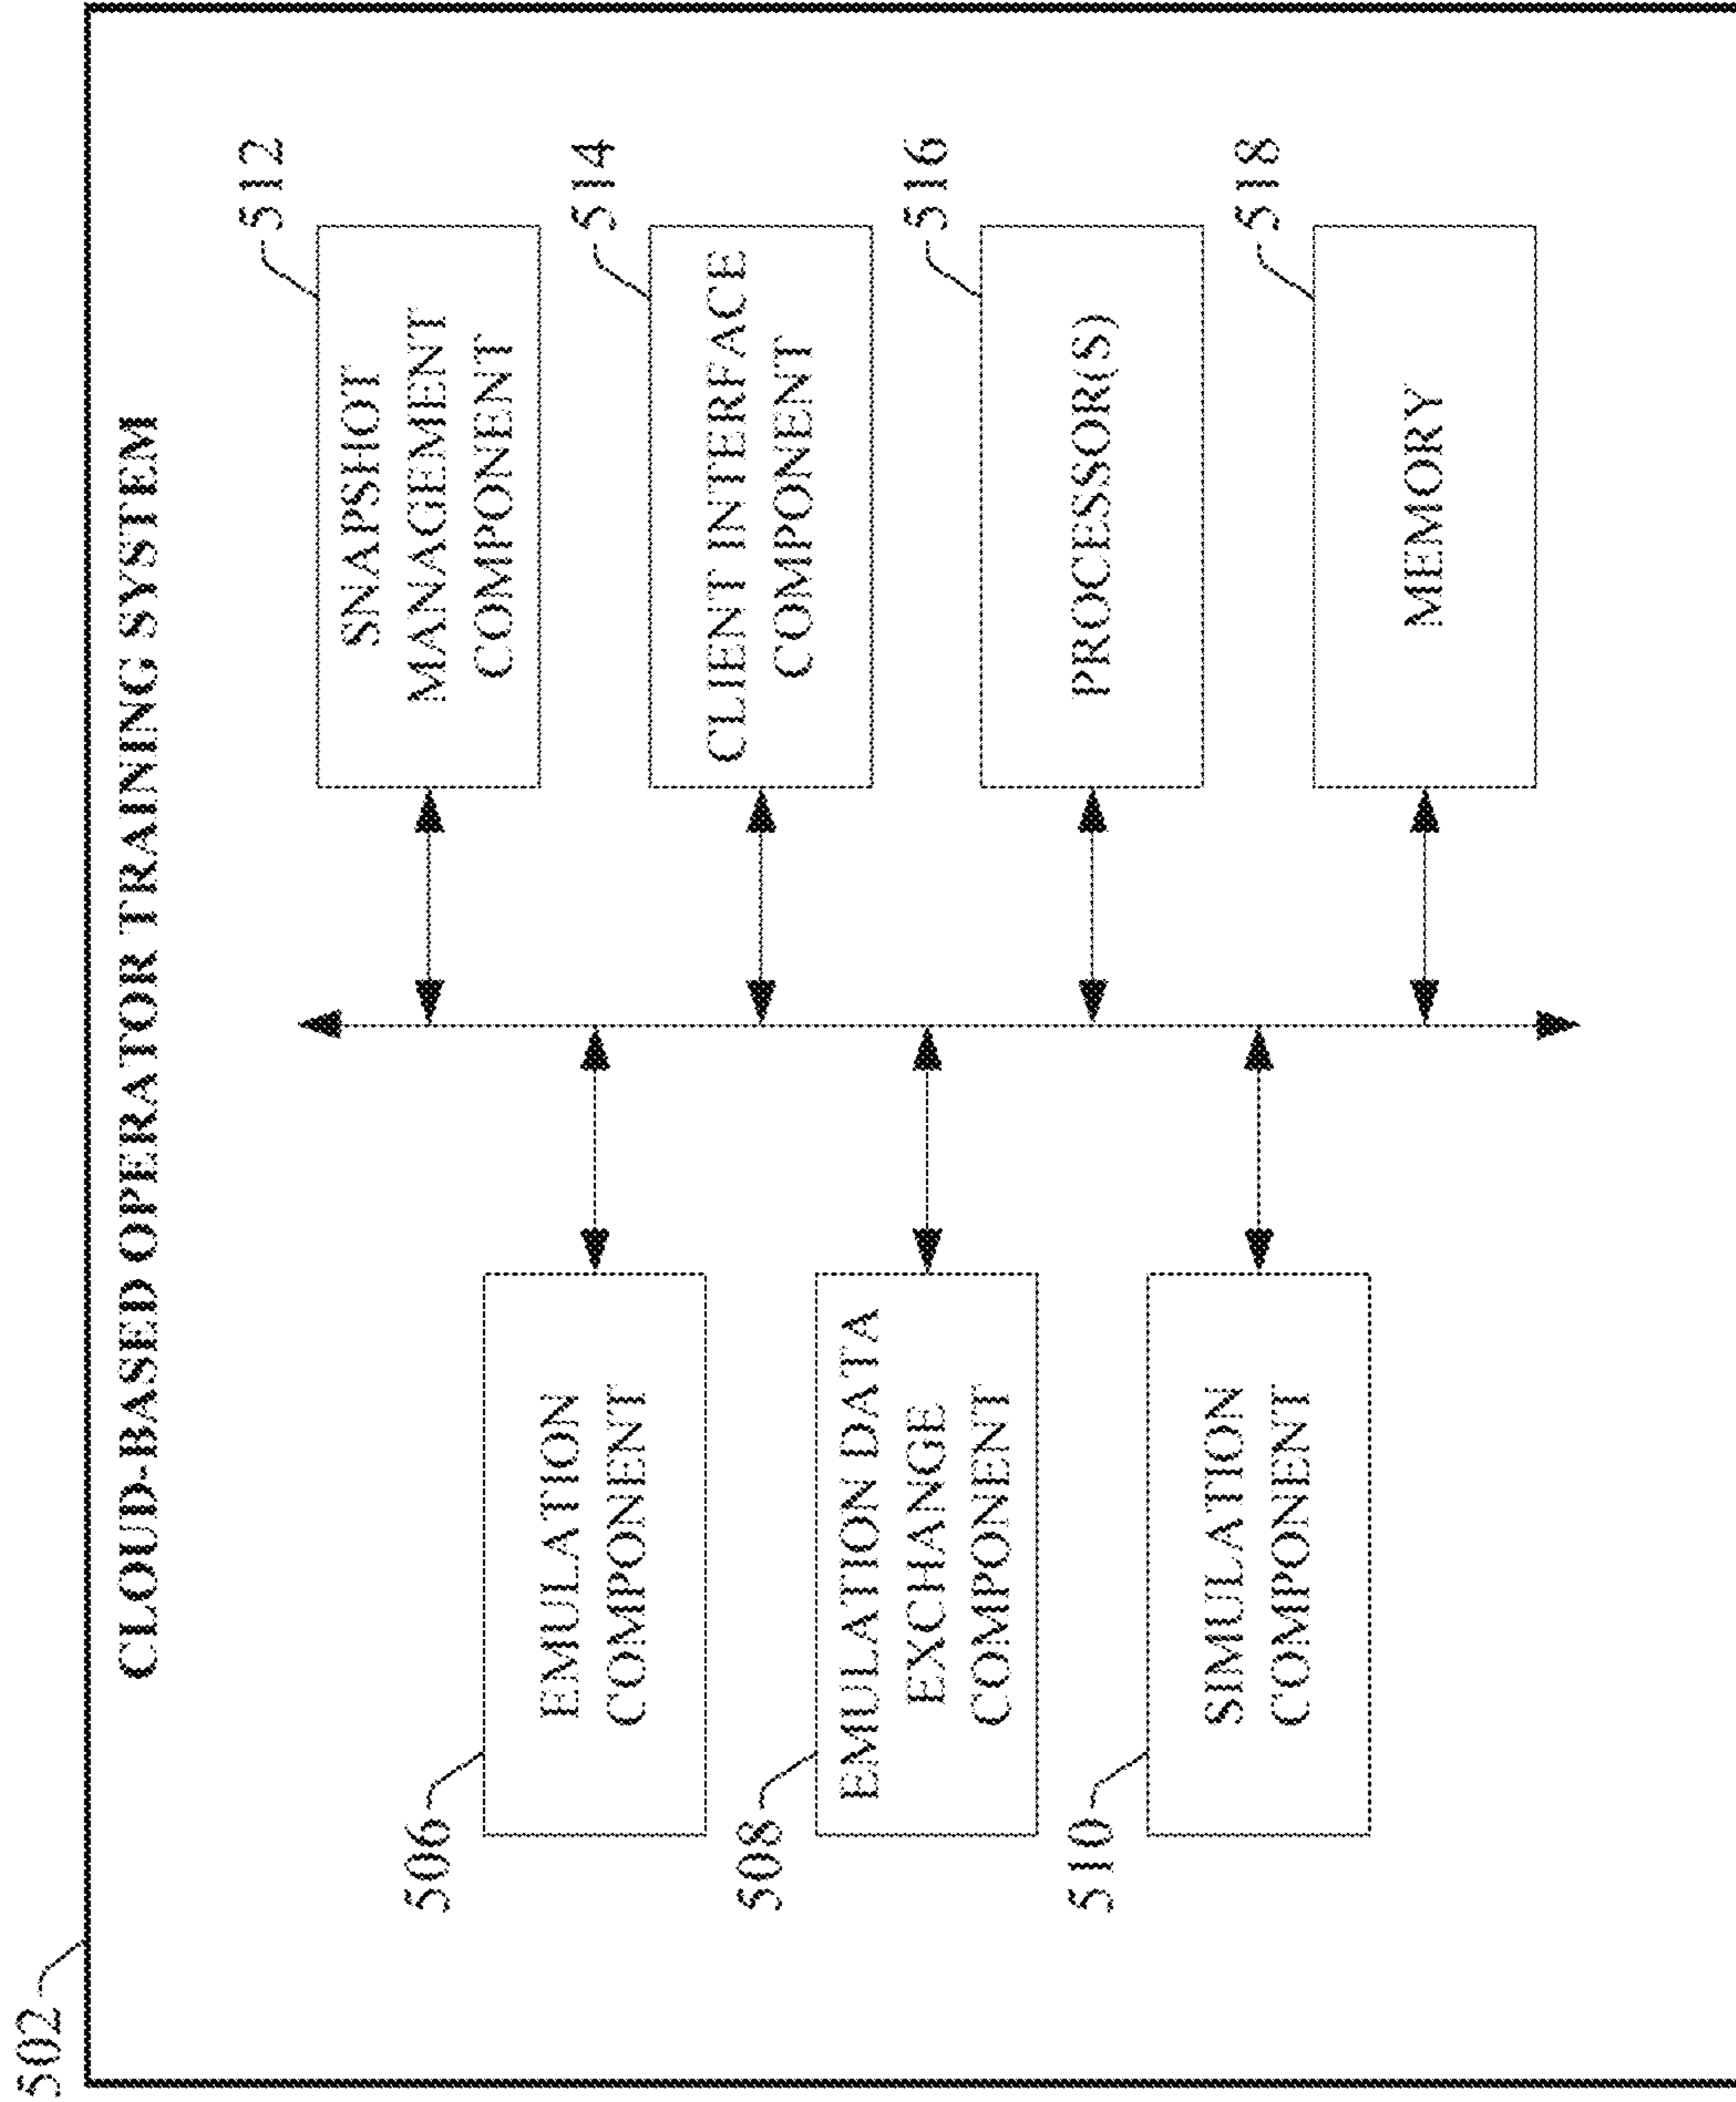 502
CLOUD-BASED OPERATOR TRAINING SYSTEM
506
EMULATION
COMPONENT
508
EMULATION DATA
EXCHANGE
COMPONENT
510
SIMULATION
COMPONENT
512
SNAPSHOT
MANAGEMENT
COMPONENT
514
CLIENT INTERFACE
COMPONENT
516
PROCESSOR(S)
518
MEMORY